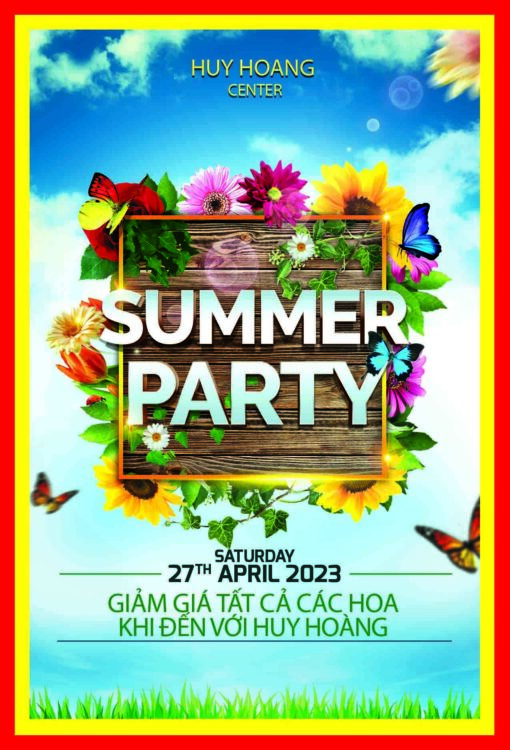 HUY HOANG
CENTER
SUMMER
PARTY
SATURDAY
27TH APRIL 2023
GIẢM GIÁ TẤT CẢ CÁC HOA
KHI ĐẾN VỚI HUY HOÀNG